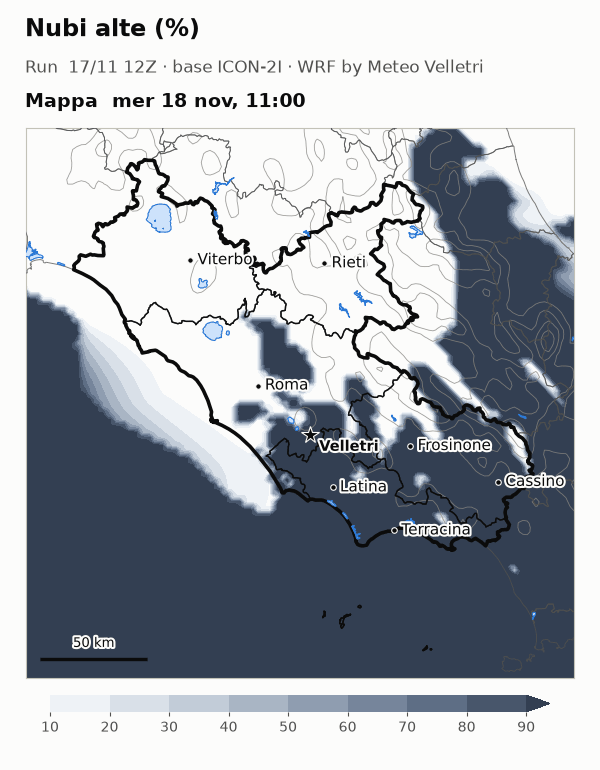 Nubi alte (%)
Run  17/11 12Z · base ICON-2I · WRF by Meteo Velletri
Mappa  mer 18 nov, 11:00
Viterbo
Rieti
Roma
Velletri
Frosinone
Latina
Cassino
Terracina
50 km
10 20 30 40 50 60 70 80 90